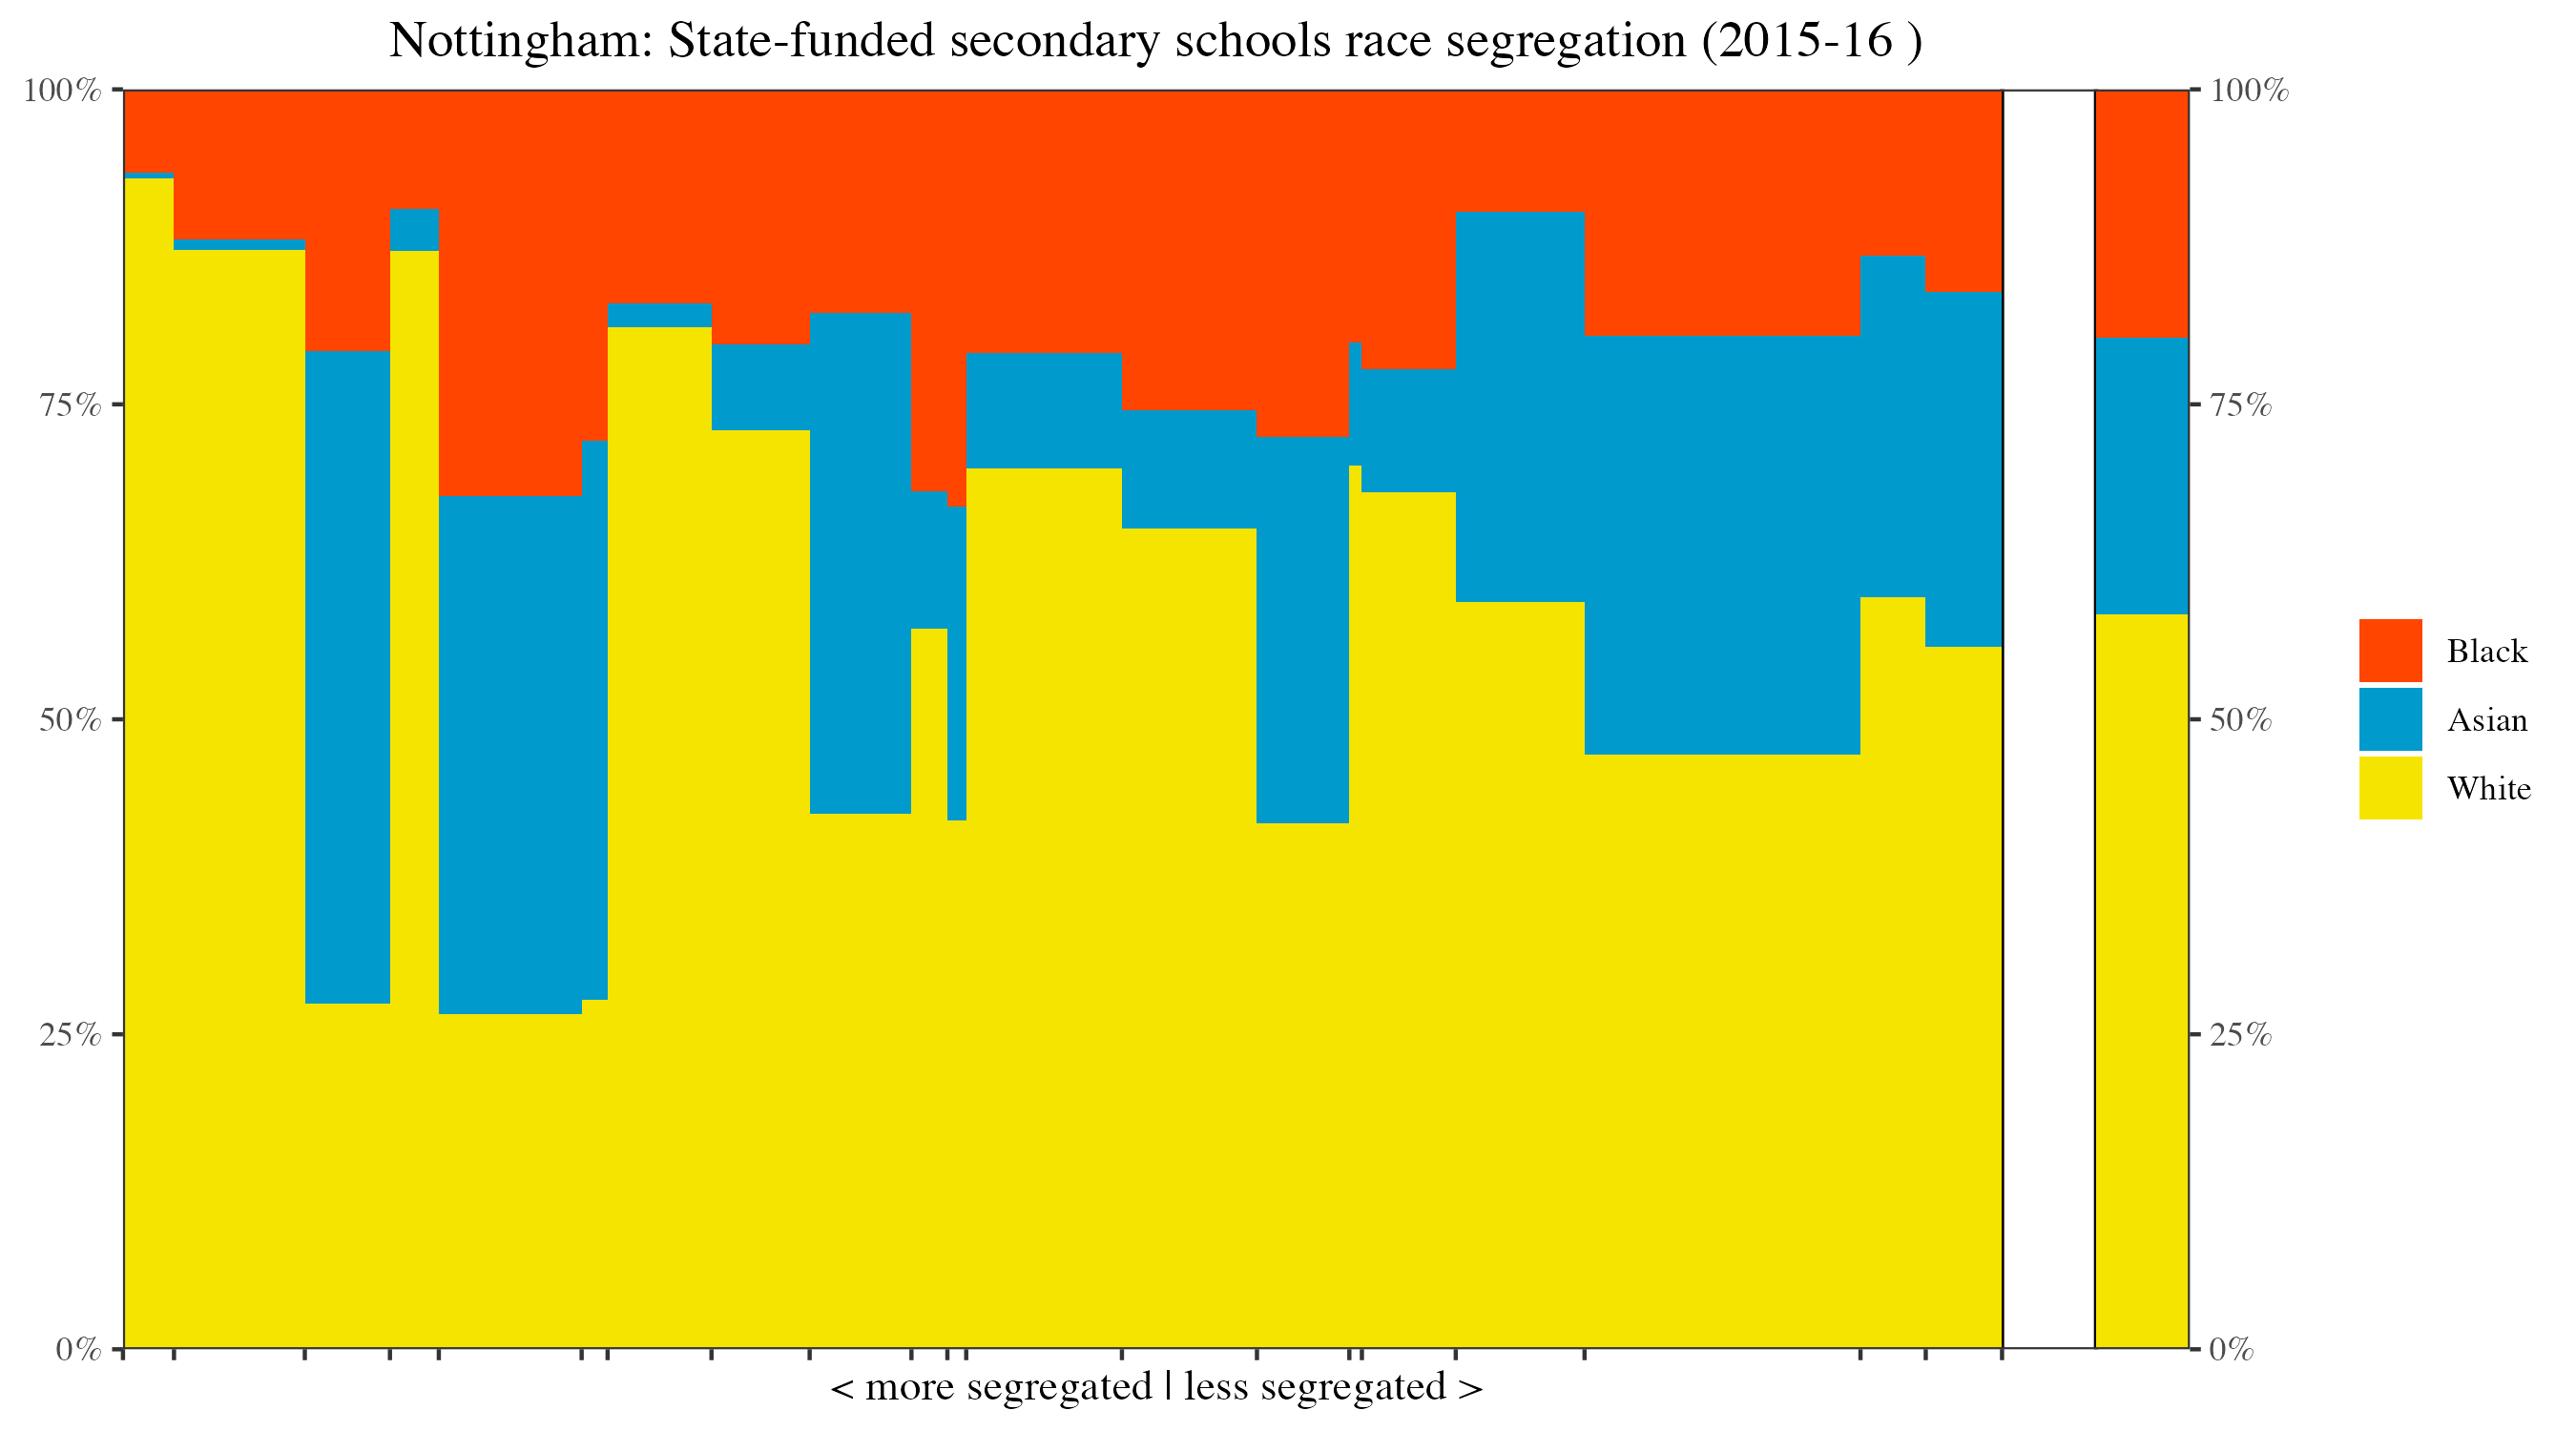 Nottingham: State-funded secondary schools race segregation (2015-16 )
100%
75%
50%
25%
0%
100%
75%
50%
25%
0%
Black
Asian
White
< more segregated | less segregated >